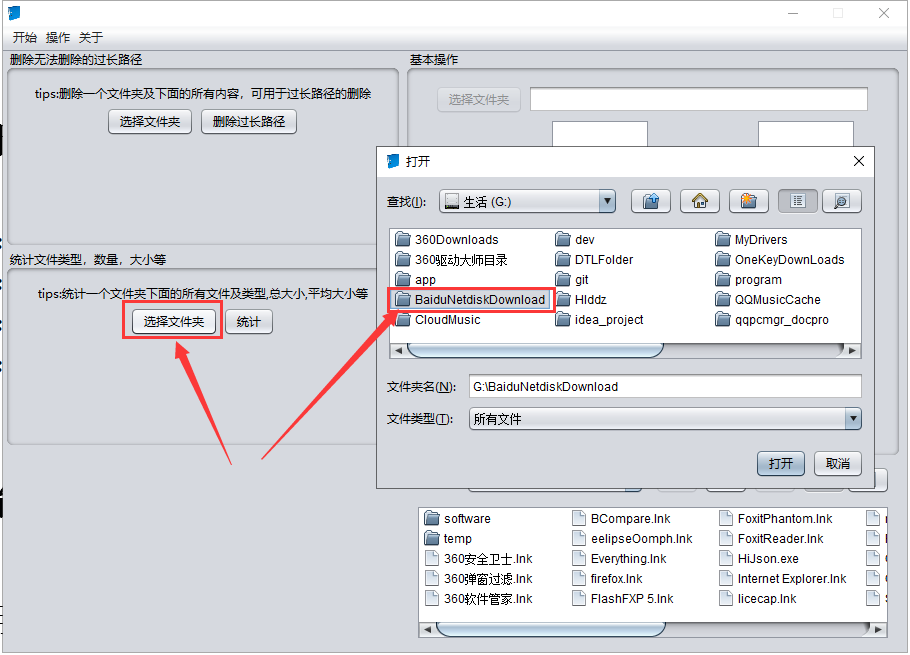 开始 操作 关于
删除无法删除的过长路径
tips:删除一个文件夹及下面的所有内容，可用于过长路径的删除
选择文件夹 删除过长路径
统计文件类型，数量，大小等
tips:统计一个文件夹下面的所有文件及类型,总大小,平均大小等
选择文件夹 统计
基本操作
选择文件夹
打开
查找(I): 生活 (G:)
360Downloads dev MyDrivers
360驱动大师目录 DTLFolder OneKeyDownLoads
app git program
BaiduNetdiskDownload Hlddz QQMusicCache
CloudMusic idea_project qqpcmgr_docpro
文件夹名(N): G:\BaiduNetdiskDownload
文件类型(T): 所有文件
打开 取消
software BCompare.lnk FoxitPhantom.lnk
temp eelipseOomph.lnk FoxitReader.lnk
360安全卫士.lnk Everything.lnk HiJson.exe
360弹窗过滤.lnk firefox.lnk Internet Explorer.lnk
360软件管家.lnk FlashFXP 5.lnk licecap.lnk